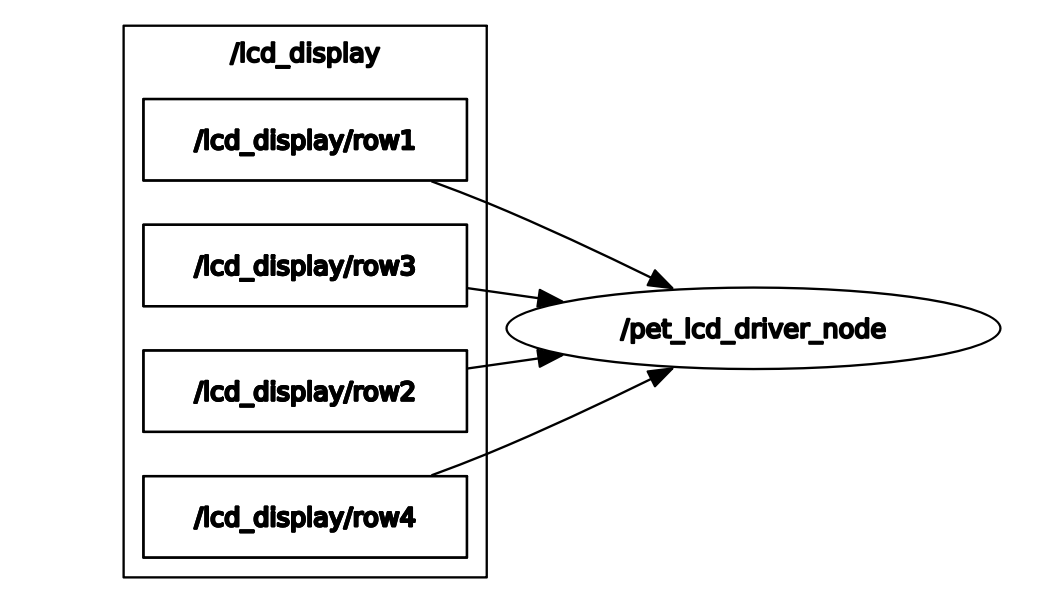 /lcd_display
/lcd_display/row1
/lcd_display/row3
/pet_lcd_driver_node
/lcd_display/row2
/lcd_display/row4